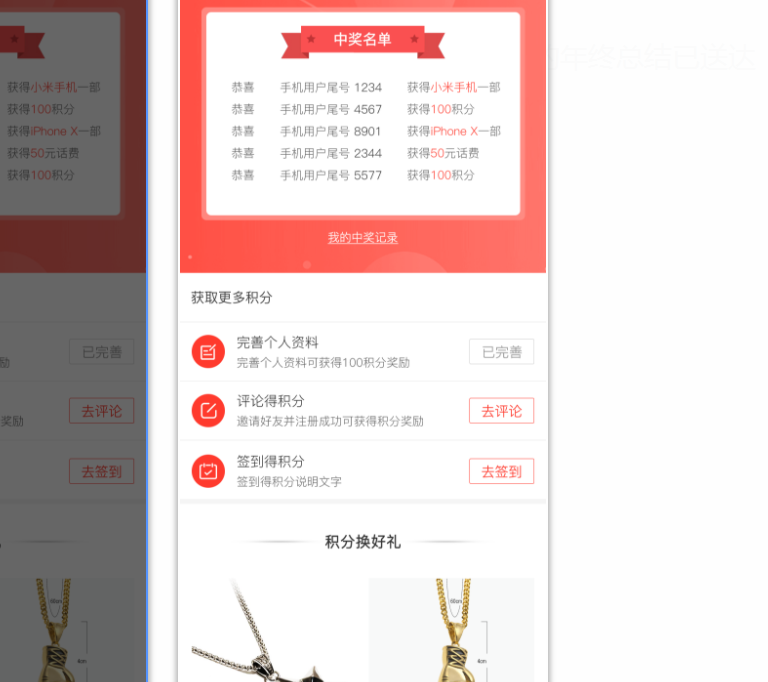 中奖名单
获得小米手机一部
获得100积分
获得iPhone X一部
获得50元话费
获得100积分
恭喜 手机用户尾号 1234 获得小米手机一部
恭喜 手机用户尾号 4567 获得100积分
恭喜 手机用户尾号 8901 获得iPhone X一部
恭喜 手机用户尾号 2344 获得50元话费
恭喜 手机用户尾号 5577 获得100积分
我的中奖记录
获取更多积分
励
已完善
完善个人资料
完善个人资料可获得100积分奖励
已完善
奖励
去评论
评论得积分
邀请好友并注册成功可获得积分奖励
去评论
去签到
签到得积分
签到得积分说明文字
去签到
积分换好礼
60cm
4cm
60cm
4cm